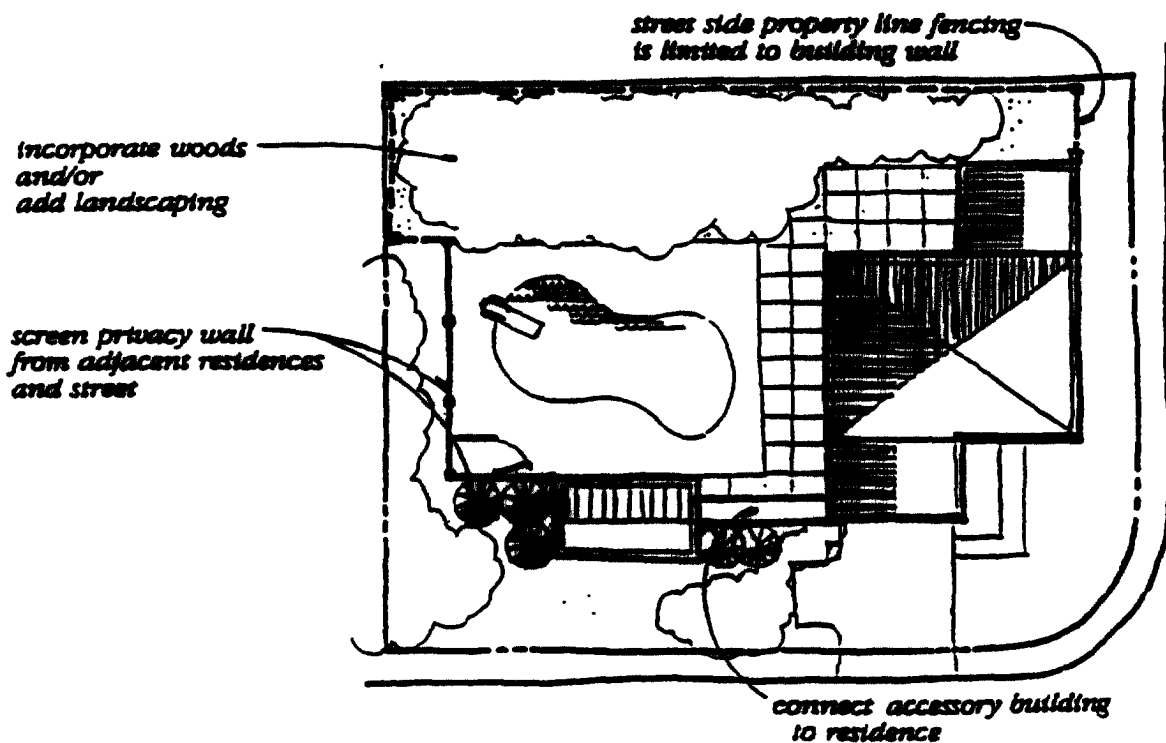 street side property line fencing
is limited to building wall
incorporate woods
and/or
add landscaping
screen privacy wall
from adjacent residences
and street
connect accessory building
to residence